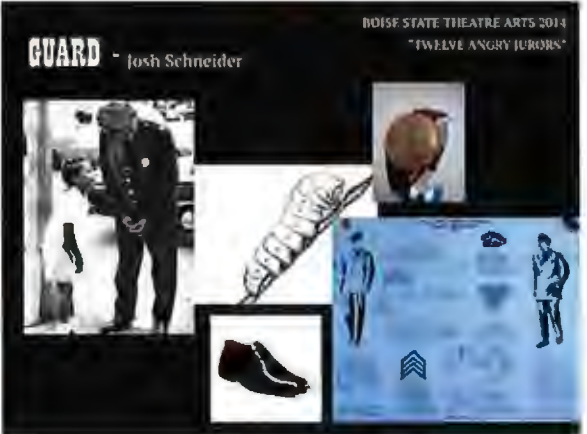 BOISE STATE THEATRE ARTS 2014
"TWELVE ANGRY JURORS"
GUARD - Josh Schneider